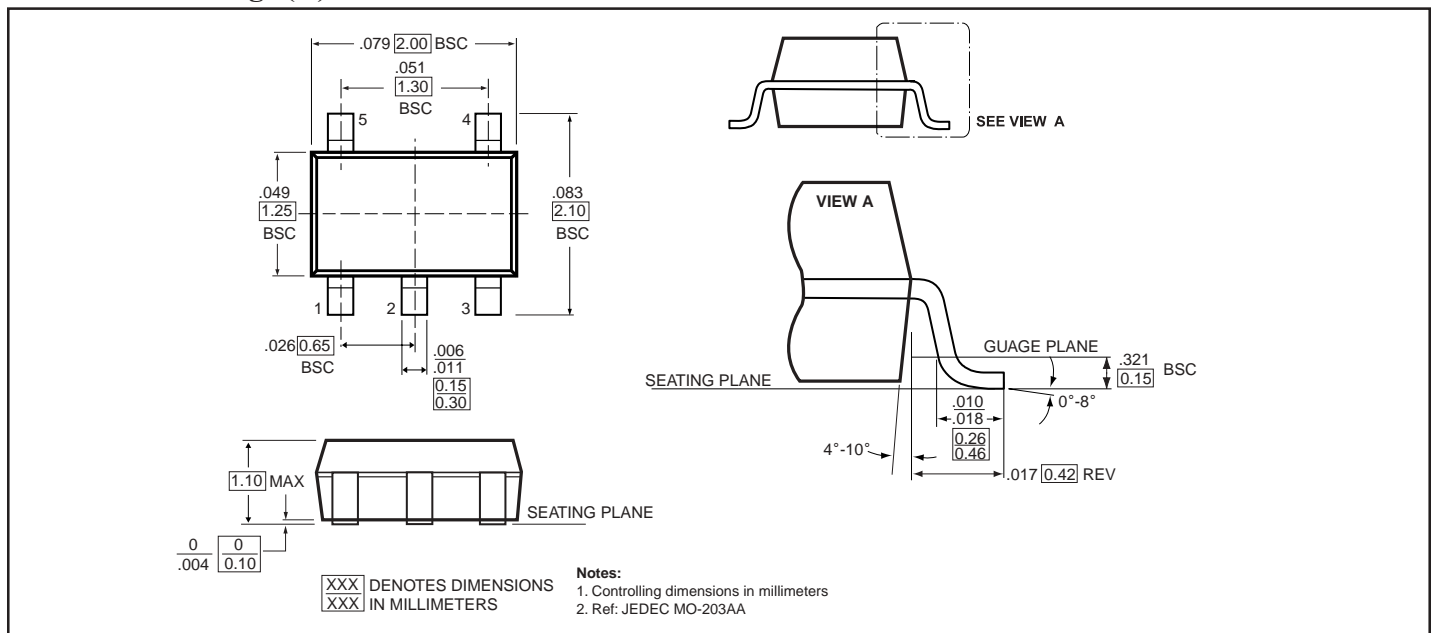 .079 2.00 BSC
.051
1.30
BSC
5
4
.049
1.25
BSC
.083
2.10
BSC
1
2
3
.026 0.65
BSC
.006
.011
0.15
0.30
SEE VIEW A
VIEW A
GUAGE PLANE
SEATING PLANE
.321
0.15
BSC
0°-8°
.010
.018
0.26
0.46
4°-10°
.017 0.42 REV
1.10 MAX
SEATING PLANE
0
.004
0
0.10
XXX DENOTES DIMENSIONS
XXX IN MILLIMETERS
Notes:
1. Controlling dimensions in millimeters
2. Ref: JEDEC MO-203AA